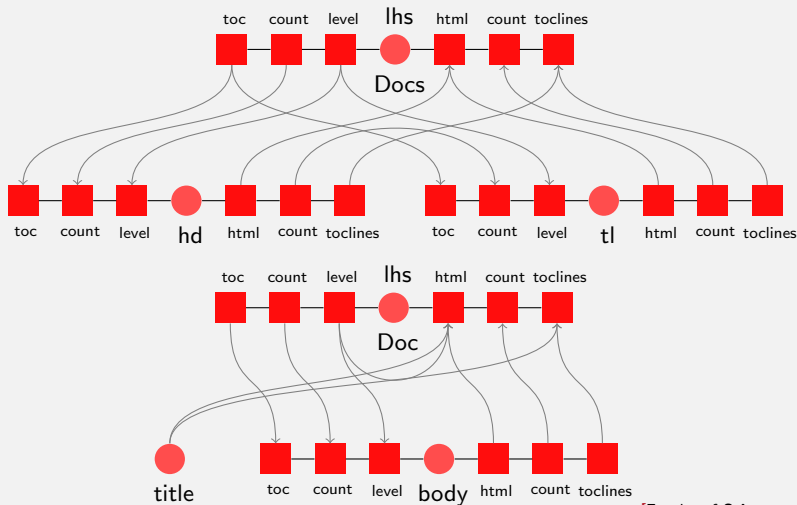 toc count level lhs html count toclines
Docs
toc count level hd html count toclines toc count level tl html count toclines
toc count level lhs html count toclines
Doc
title toc count level body html count toclines